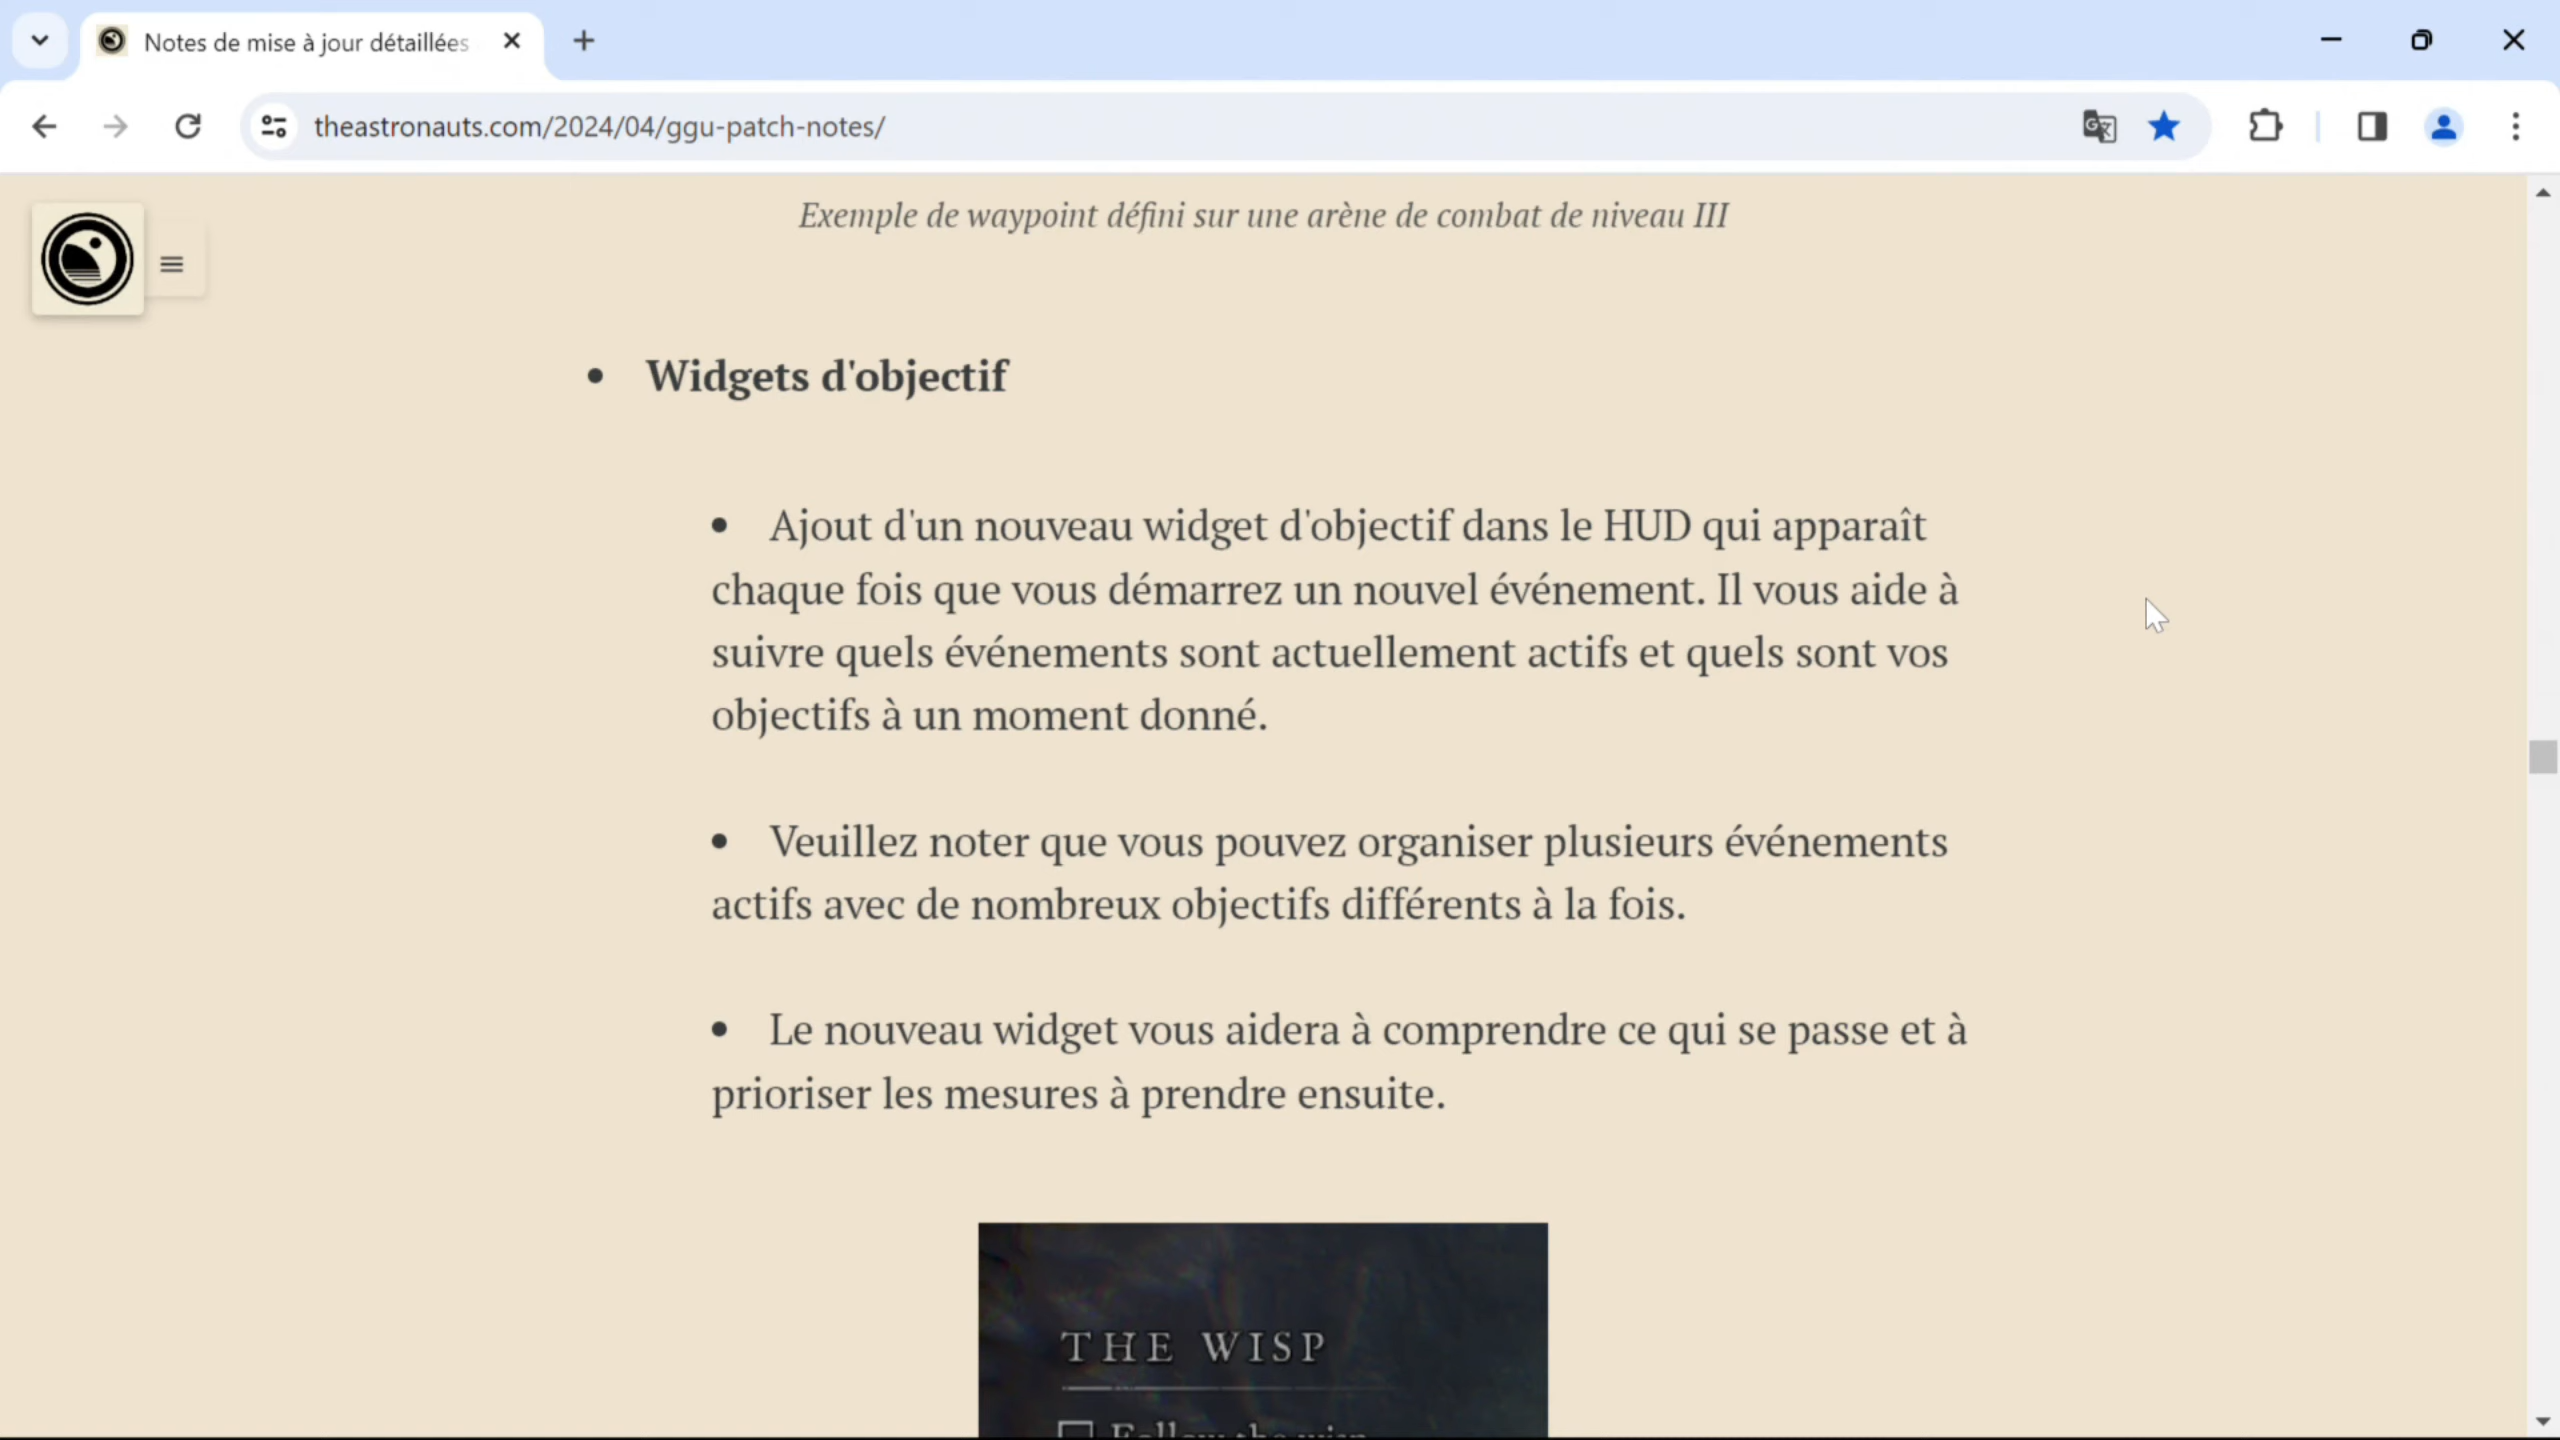 Notes de mise à jour détaillées
theastronauts.com/2024/04/ggu-patch-notes/
Exemple de waypoint défini sur une arène de combat de niveau III
• Widgets d'objectif
• Ajout d'un nouveau widget d'objectif dans le HUD qui apparaît
chaque fois que vous démarrez un nouvel événement. Il vous aide à
suivre quels événements sont actuellement actifs et quels sont vos
objectifs à un moment donné.
• Veuillez noter que vous pouvez organiser plusieurs événements
actifs avec de nombreux objectifs différents à la fois.
• Le nouveau widget vous aidera à comprendre ce qui se passe et à
prioriser les mesures à prendre ensuite.
THE WISP
Follow the wisp